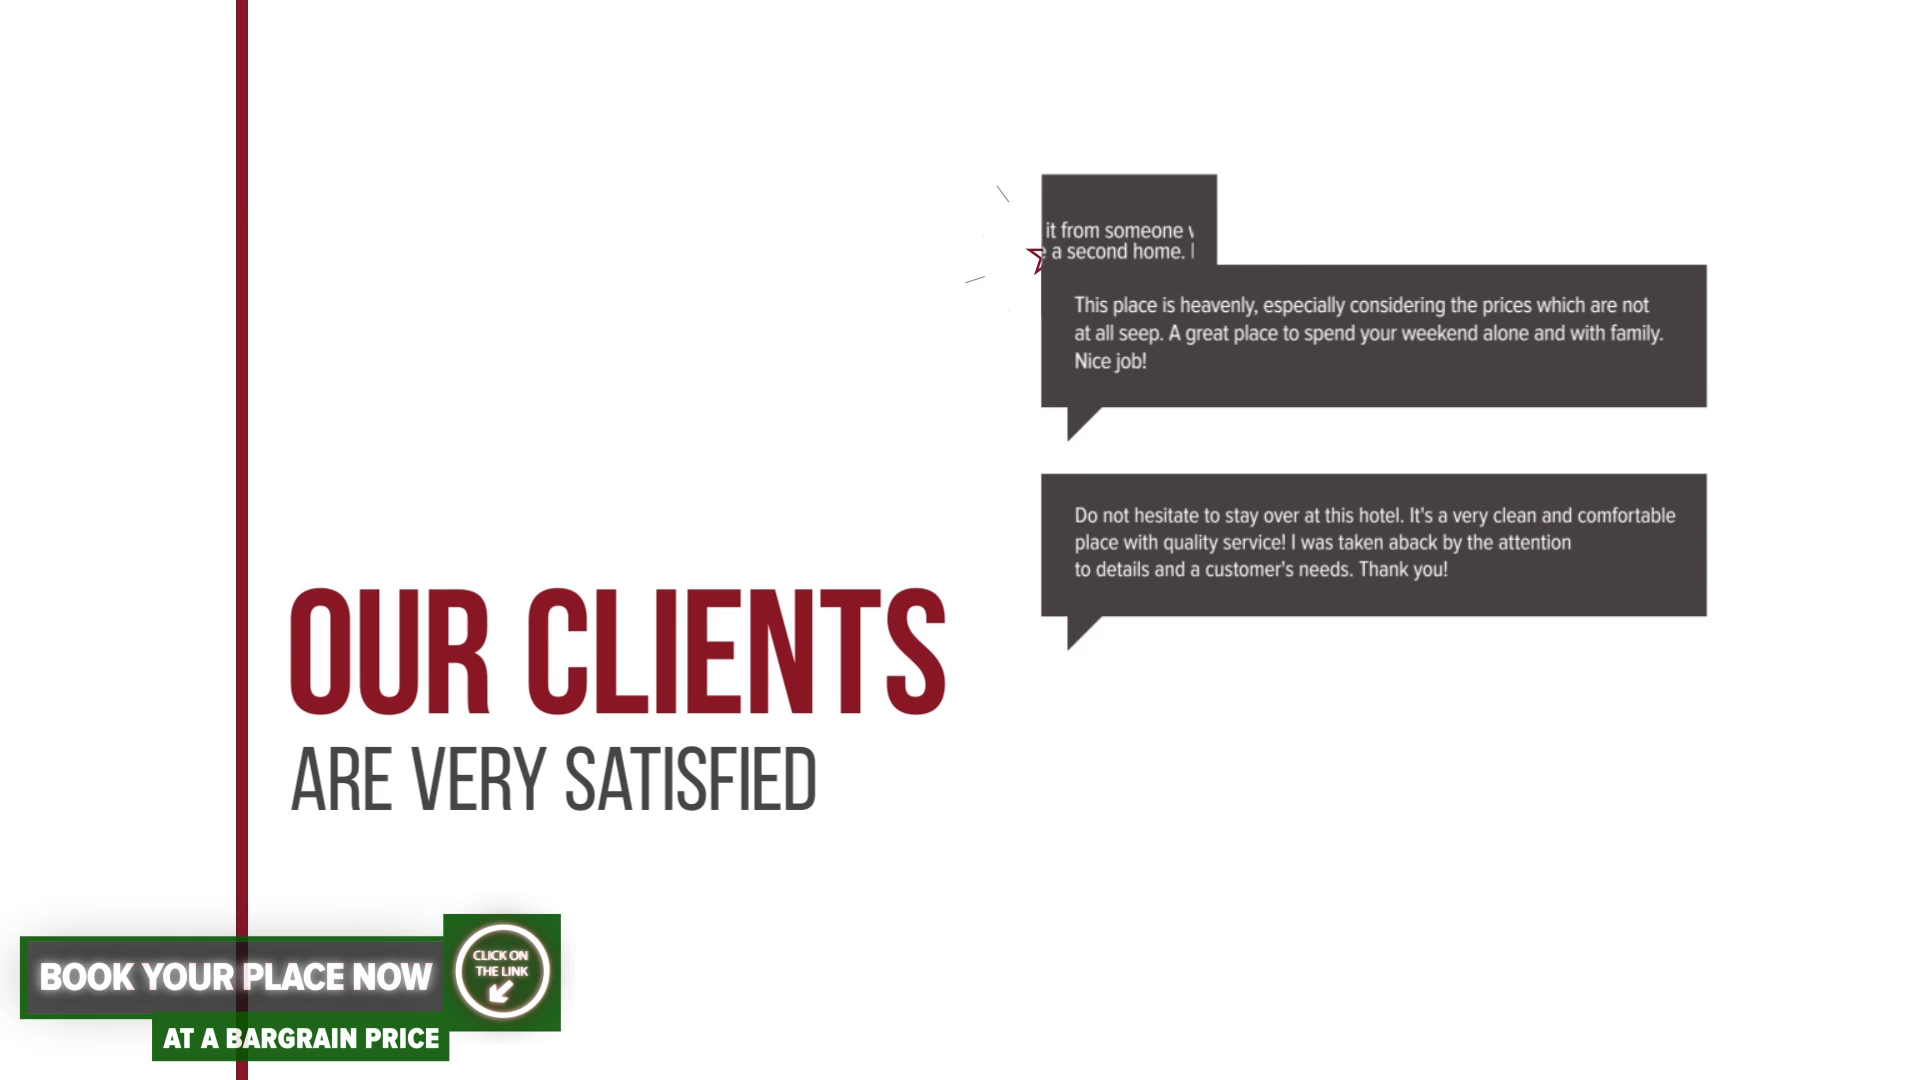 it from someone
a second home.
This place is heavenly, especially considering the prices which are not
at all seep. A great place to spend your weekend alone and with family.
Nice job!
Do not hesitate to stay over at this hotel. It's a very clean and comfortable
place with quality service! I was taken aback by the attention
to details and a customer's needs. Thank you!
OUR CLIENTS
ARE VERY SATISFIED
BOOK YOUR PLACE NOW
CLICK ON
THE LINK
AT A BARGRAIN PRICE